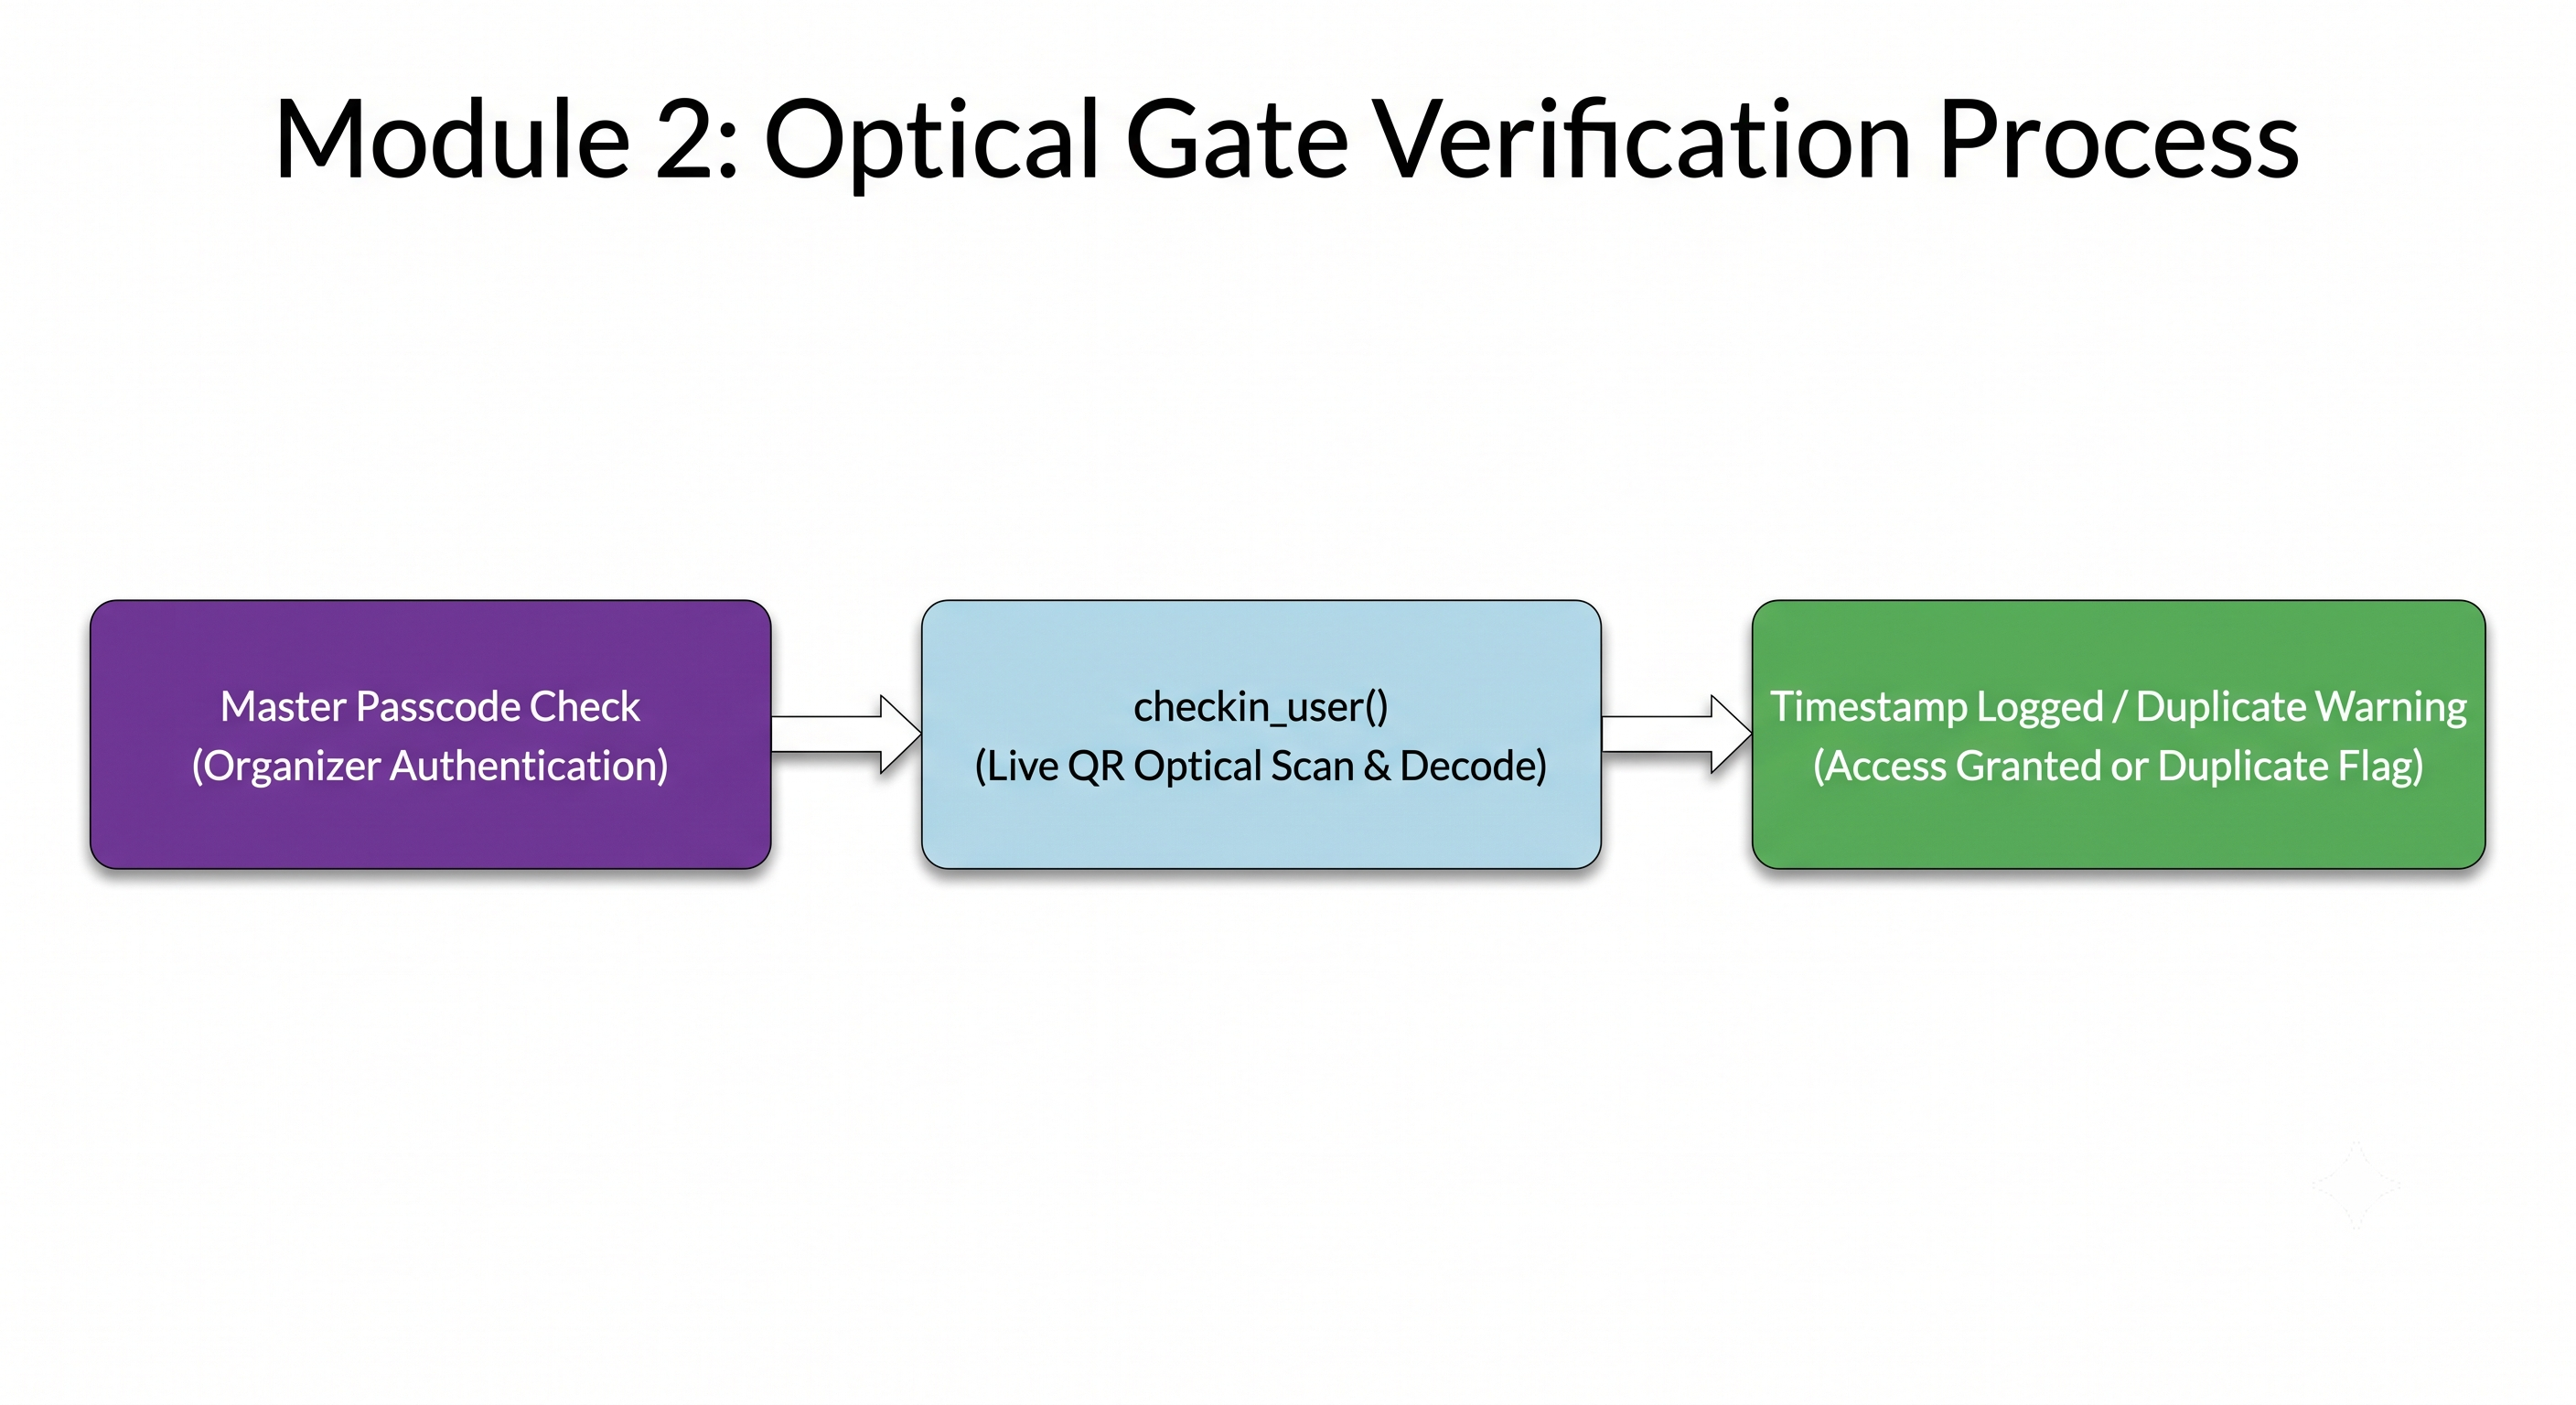 Module 2: Optical Gate Verification Process
Master Passcode Check
(Organizer Authentication)
checkin_user()
(Live QR Optical Scan & Decode)
Timestamp Logged / Duplicate Warning
(Access Granted or Duplicate Flag)